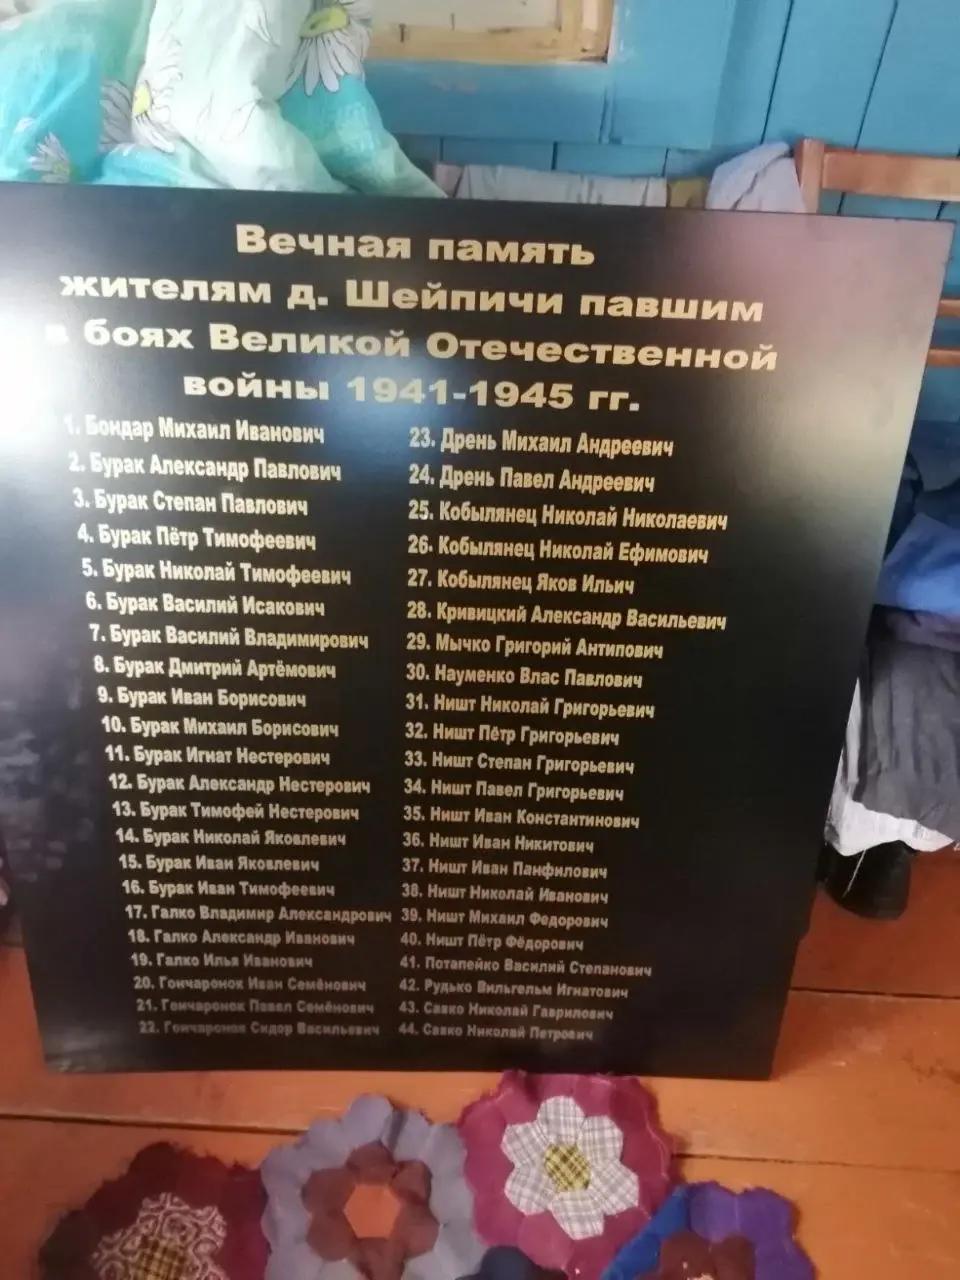 Вечная память
жителям д. Шейпичи павшим
в боях Великой Отечественной
войны 1941-1945 гг.
1. Бондар Михаил Иванович
2. Бурак Александр Павлович
3. Бурак Степан Павлович
4. Бурак Пётр Тимофеевич
5. Бурак Николай Тимофеевич
6. Бурак Василий Исакович
7. Бурак Василий Владимирович
8. Бурак Дмитрий Артёмович
9. Бурак Иван Борисович
10. Бурак Михаил Борисович
11. Бурак Игнат Нестерович
12. Бурак Александр Нестерович
13. Бурак Тимофей Нестерович
14. Бурак Николай Яковлевич
15. Бурак Иван Яковлевич
16. Бурак Иван Тимофеевич
17. Галко Владимир Александрович
18. Галко Александр Иванович
19. Галко Илья Иванович
20. Гончаронок Иван Семёнович
21. Гончаронок Павел Семёнович
22. Гончаронок Сидор Васильевич
23. Дрень Михаил Андреевич
24. Дрень Павел Андреевич
25. Кобылянец Николай Николаевич
26. Кобылянец Николай Ефимович
27. Кобылянец Яков Ильич
28. Кривицкий Александр Васильевич
29. Мычко Григорий Антипович
30. Науменко Влас Павлович
31. Ништ Николай Григорьевич
32. Ништ Пётр Григорьевич
33. Ништ Степан Григорьевич
34. Ништ Павел Григорьевич
35. Ништ Иван Константинович
36. Ништ Иван Никитович
37. Ништ Иван Панфилович
38. Ништ Николай Иванович
39. Ништ Михаил Федорович
40. Ништ Пётр Фёдорович
41. Потапейко Василий Степанович
42. Рудько Вильгельм Игнатович
43. Савко Николай Гаврилович
44. Савко Николай Петрович